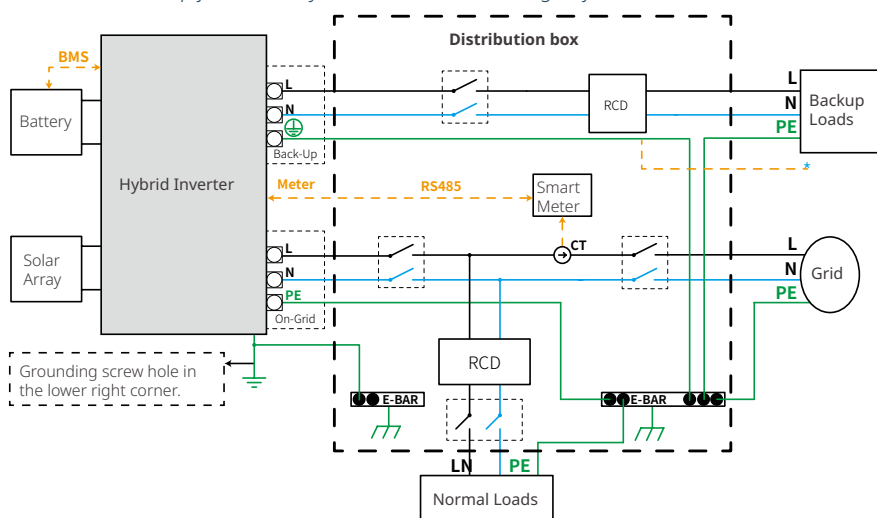 Distribution box
BMS
L
N
Back-Up
Battery
Hybrid Inverter
RCD
L
N
PE
Backup
Loads
*
Meter
RS485
Smart
Meter
CT
Solar
Array
L
N
PE
On-Grid
L
N
PE
Grid
RCD
Grounding screw hole in
the lower right corner.
E-BAR
E-BAR
LN
PE
Normal Loads